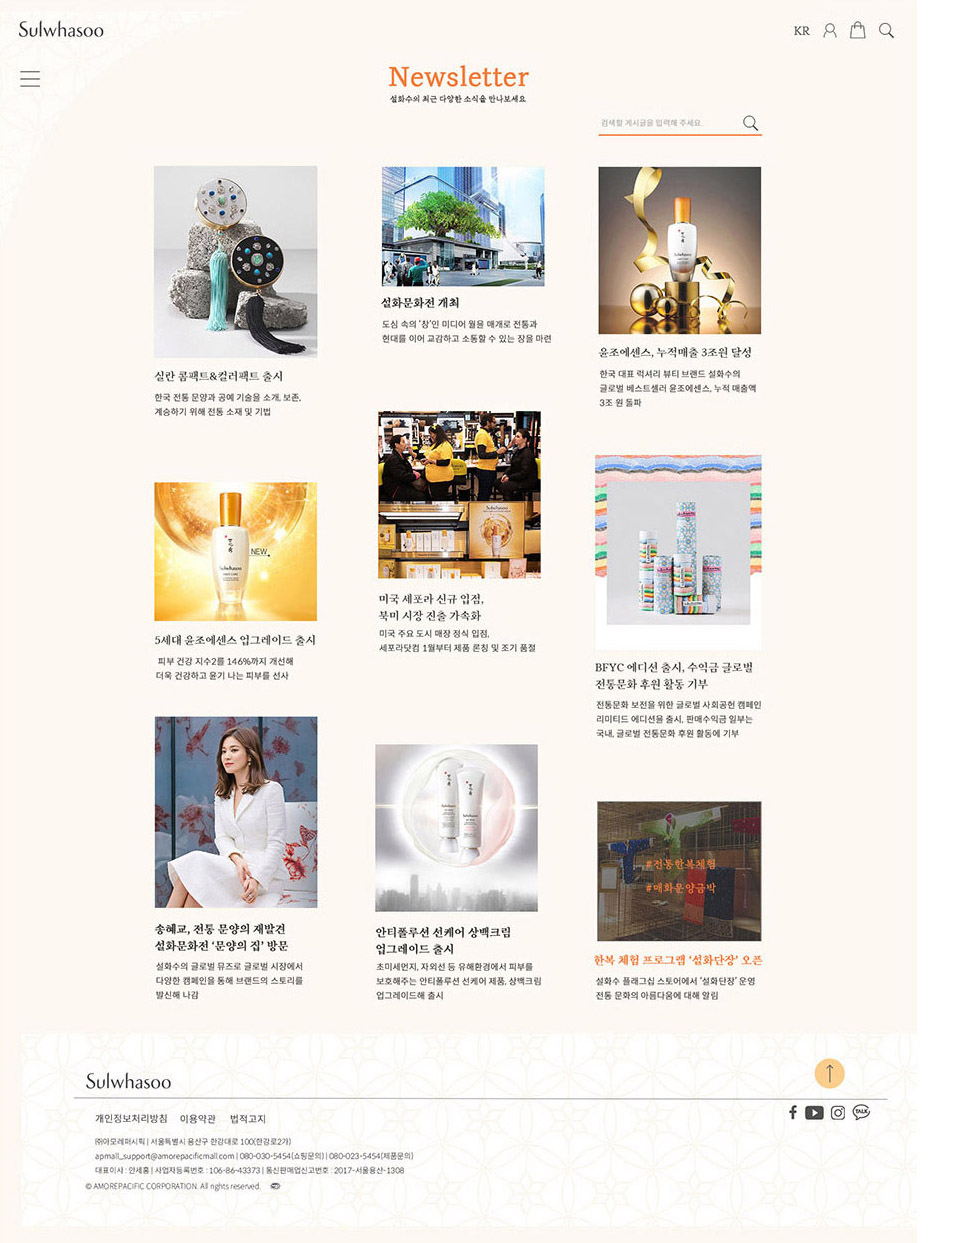 Sulwhasoo
KR
Newsletter
설화수의 최근 다양한 소식을 만나보세요
검색할 게시글을 입력해 주세요.
실란 콤팩트&컬러팩트 출시
한국 전통 문양과 공예 기술을 소개, 보존,
계승하기 위해 전통 소재 및 기법
NEW
Sulwhasoo
5세대 윤조에센스 업그레이드 출시
피부 건강 지수2를 146%까지 개선해
더욱 건강하고 윤기 나는 피부를 선사
송혜교, 전통 문양의 재발견
설화문화전 ‘문양의 집’ 방문
설화수의 글로벌 뮤즈로 글로벌 시장에서
다양한 캠페인을 통해 브랜드의 스토리를
발신해 나감
설화문화전 개최
도심 속의 ‘창’인 미디어 월을 매개로 전통과
현대를 이어 교감하고 소통할 수 있는 장을 마련
Sulwhasoo
미국 세포라 신규 입점,
북미 시장 진출 가속화
미국 주요 도시 매장 정식 입점,
세포라닷컴 1월부터 제품 론칭 및 조기 품절
안티폴루션 선케어 상백크림
업그레이드 출시
초미세먼지, 자외선 등 유해환경에서 피부를
보호해주는 안티폴루션 선케어 제품, 상백크림
업그레이드해 출시
Sulwhasoo
윤조에센스, 누적매출 3조원 달성
한국 대표 럭셔리 뷰티 브랜드 설화수의
글로벌 베스트셀러 윤조에센스, 누적 매출액
3조 원 돌파
BFYC 에디션 출시, 수익금 글로벌
전통문화 후원 활동 기부
전통문화 보전을 위한 글로벌 사회공헌 캠페인
리미티드 에디션을 출시, 판매수익금 일부는
국내, 글로벌 전통문화 후원 활동에 기부
#전통한복체험
#매화문양금박
한복 체험 프로그램 ‘설화단장’ 오픈
설화수 플래그십 스토어에서 ‘설화단장’ 운영
전통 문화의 아름다움에 대해 알림
Sulwhasoo
개인정보처리방침 이용약관 법적고지
TALK
㈜아모레퍼시픽 | 서울특별시 용산구 한강대로 100(한강로2가)
apmall_support@amorepacificmall.com | 080-030-5454(쇼핑문의) | 080-023-5454(제품문의)
대표이사 : 안세홍 | 사업자등록번호 : 106-86-43373 | 통신판매업신고번호 : 2017-서울용산-1308
© AMOREPACIFIC CORPORATION. All rights reserved.